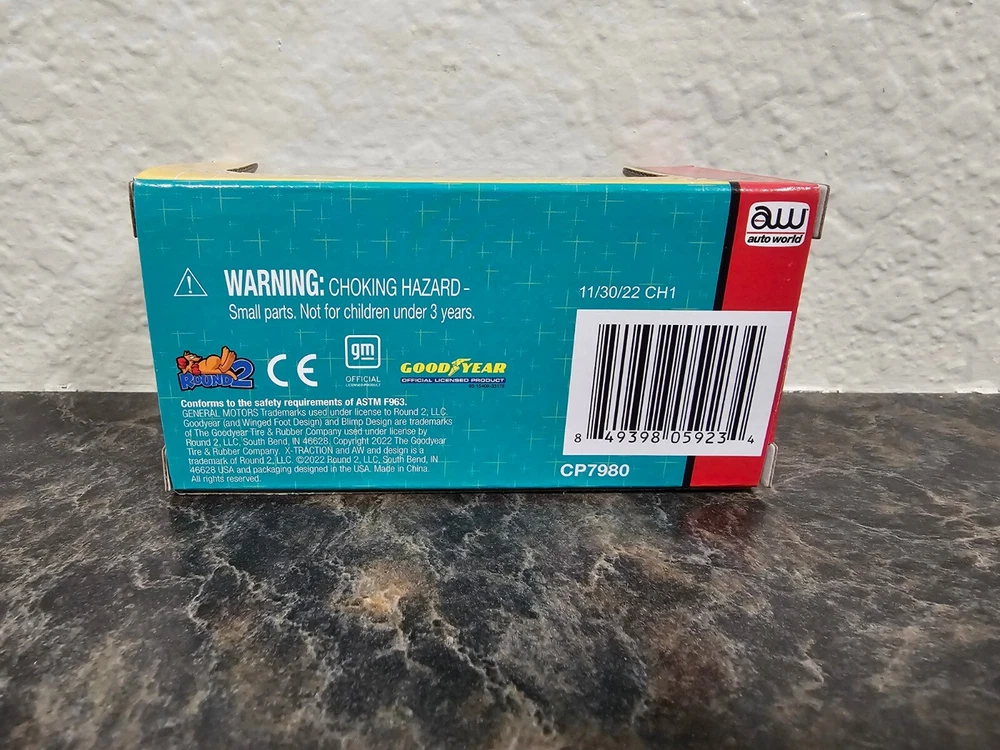 aw
auto world
WARNING: CHOKING HAZARD -
Small parts. Not for children under 3 years.
11/30/22 CH1
ROUND 2
CE
gm
OFFICIAL
LICENSED PRODUCT
GOODYEAR
OFFICIAL LICENSED PRODUCT
Conforms to the safety requirements of ASTM F963.
GENERAL MOTORS Trademarks used under license to Round 2, LLC.
Goodyear (and Winged Foot Design) and Blimp Design are trademarks
of The Goodyear Tire & Rubber Company used under license by
Round 2, LLC, South Bend, IN 46628. Copyright 2022 The Goodyear
Tire & Rubber Company. X-TRACTION and AW and design is a
trademark of Round 2, LLC. ©2022 Round 2, LLC, South Bend, IN
46628 USA and packaging designed in the USA. Made in China.
All rights reserved.
8 49398 05923 4
CP7980